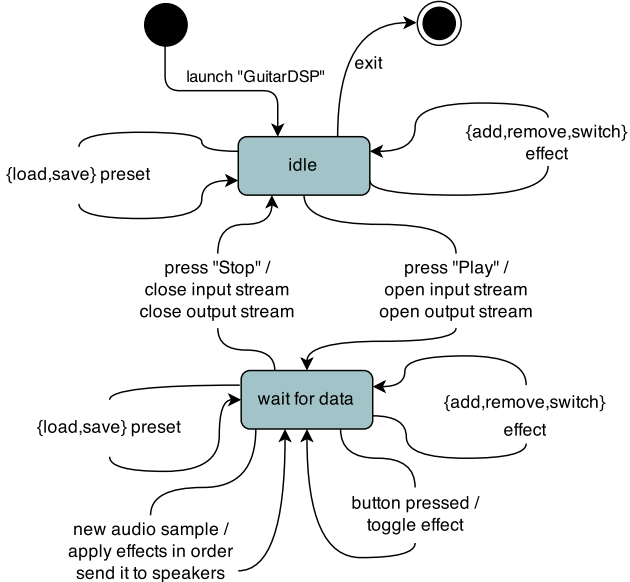 launch "GuitarDSP"
exit
{load,save} preset
idle
{add,remove,switch}
effect
press "Stop" /
close input stream
close output stream
press "Play" /
open input stream
open output stream
{load,save} preset
wait for data
{add,remove,switch}
effect
new audio sample /
apply effects in order
send it to speakers
button pressed /
toggle effect